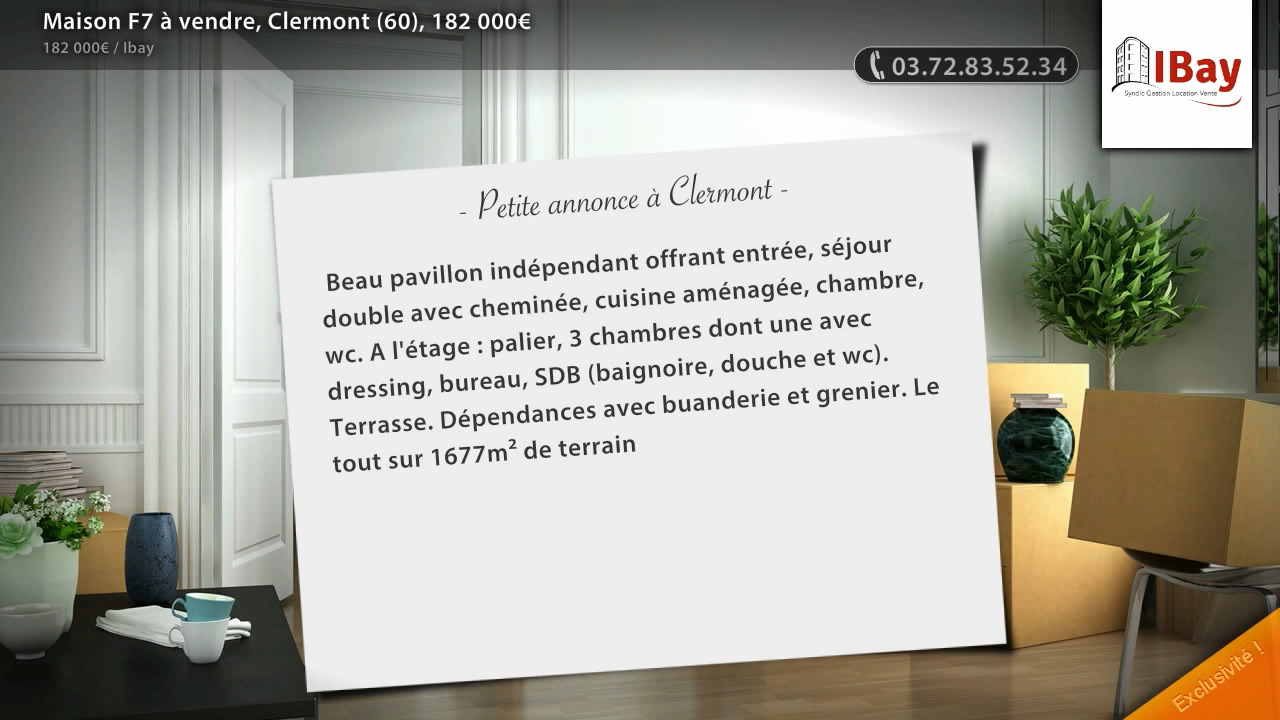 Maison F7 à vendre, Clermont (60), 182 000€
182 000€ / Ibay
03.72.83.52.34
IBay
Syndic Gestion Location Vente
- Petite annonce à Clermont -
Beau pavillon indépendant offrant entrée, séjour
double avec cheminée, cuisine aménagée, chambre,
wc. A l'étage : palier, 3 chambres dont une avec
dressing, bureau, SDB (baignoire, douche et wc).
Terrasse. Dépendances avec buanderie et grenier. Le
tout sur 1677m² de terrain
Exclusivité !